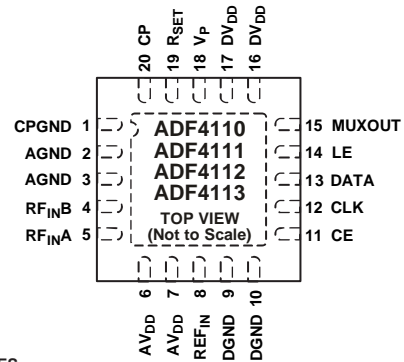 20 CP
19 RSET
18 VP
17 DVDD
16 DVDD
CPGND 1
AGND 2
AGND 3
RFINB 4
RFINA 5
ADF4110
ADF4111
ADF4112
ADF4113
TOP VIEW
(Not to Scale)
15 MUXOUT
14 LE
13 DATA
12 CLK
11 CE
AVDD 6
AVDD 7
REFIN 8
DGND 9
DGND 10